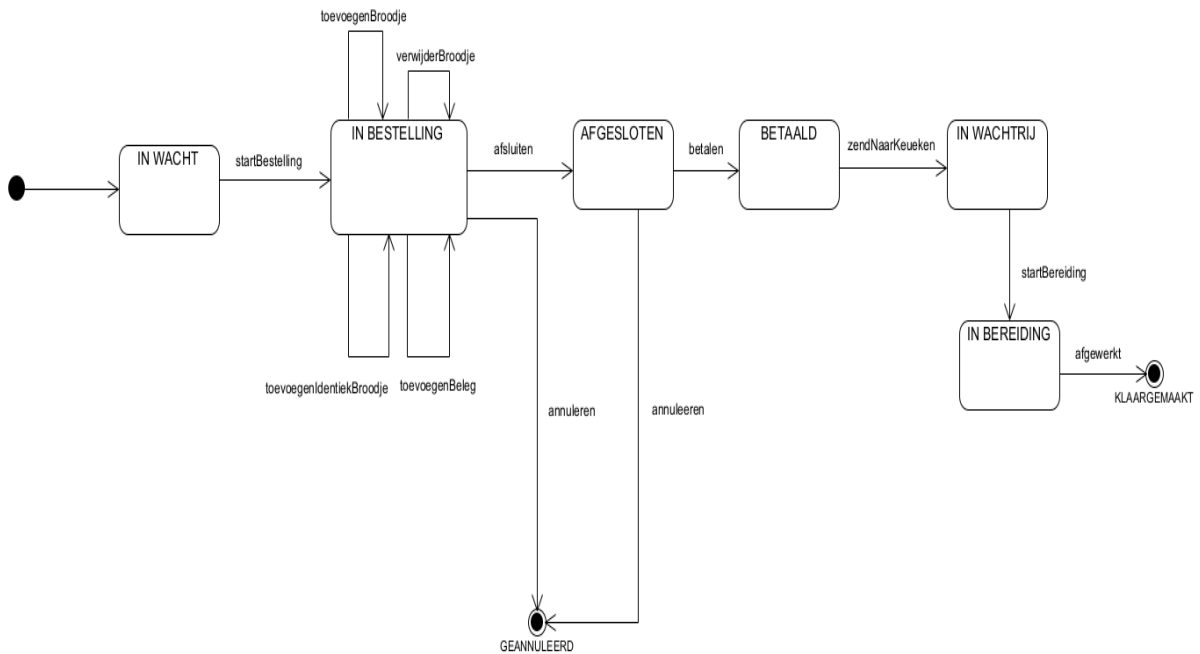 toevoegenBroodje
verwijderBroodje
IN WACHT
startBestelling
IN BESTELLING
afsluiten
AFGESLOTEN
betalen
BETAALD
zendNaarKeueken
IN WACHTRIJ
startBereiding
IN BEREIDING
afgewerkt
KLAARGEMAAKT
toevoegenIdentiekBroodje
toevoegenBeleg
annuleren
annuleeren
GEANNULEERD